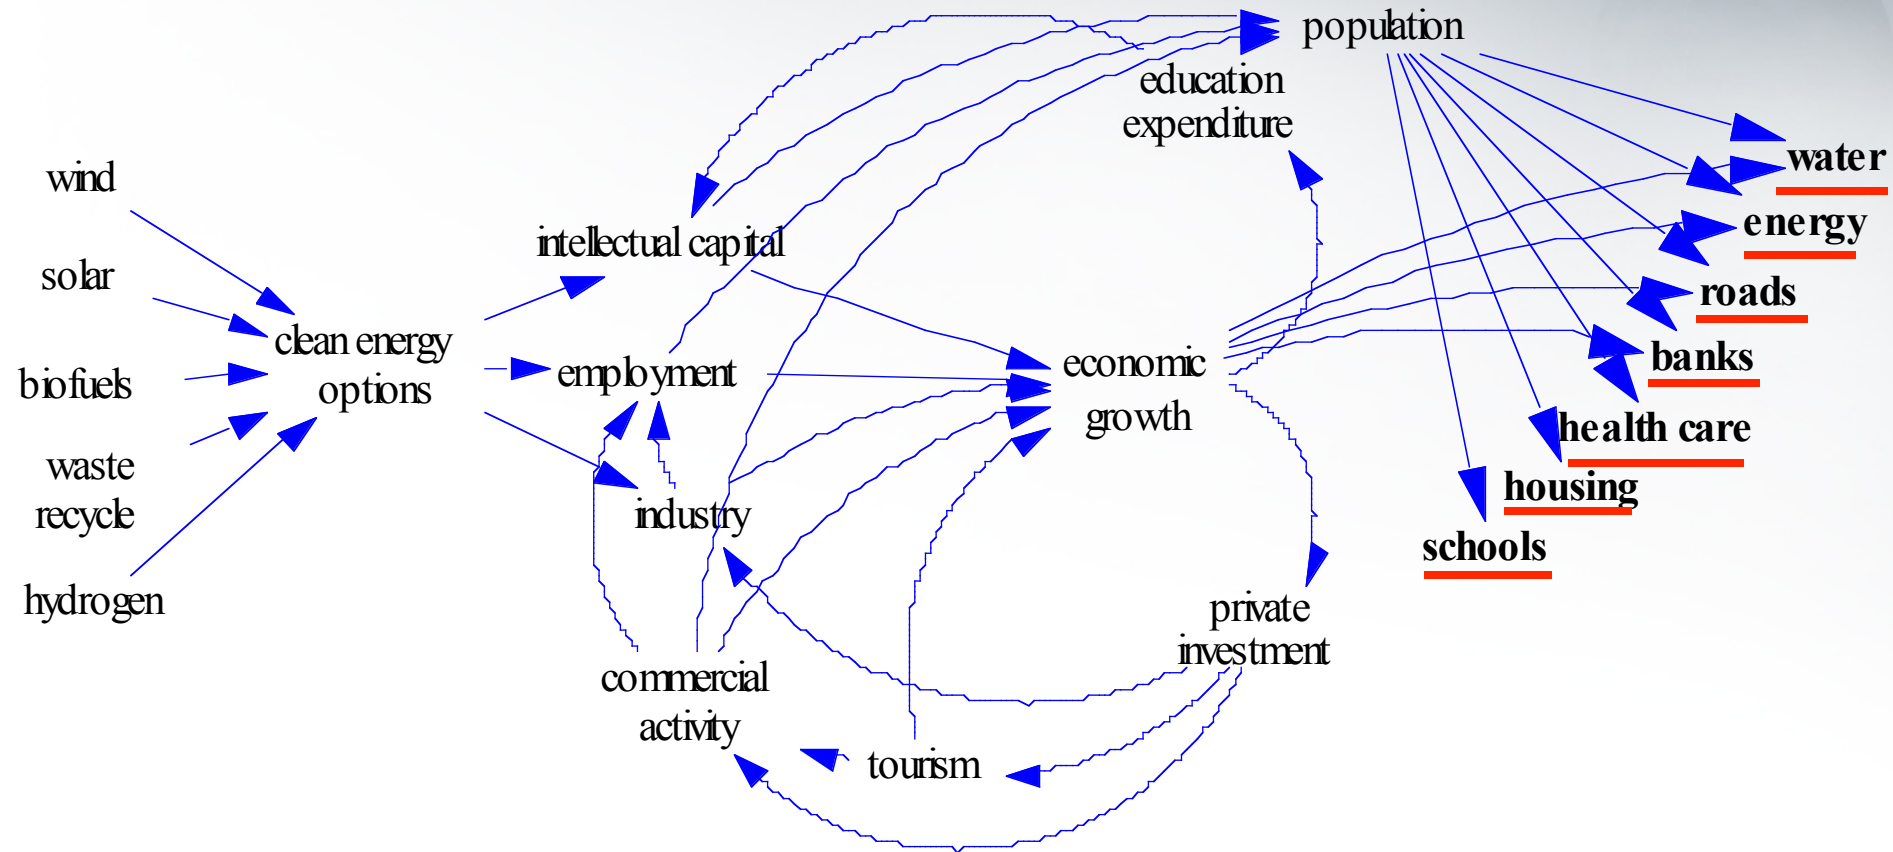 population
education
expenditure
water
wind
energy
intellectual capital
solar
roads
clean energy
options
banks
economic
growth
employment
biofuels
health care
waste
recycle
housing
industry
schools
hydrogen
private
investment
commercial
activity
tourism